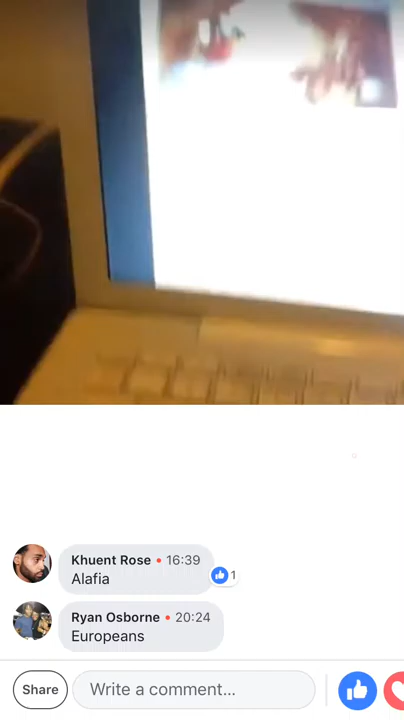 Khuent Rose • 16:39
Alafia
1
Ryan Osborne • 20:24
Europeans
Share
Write a comment...